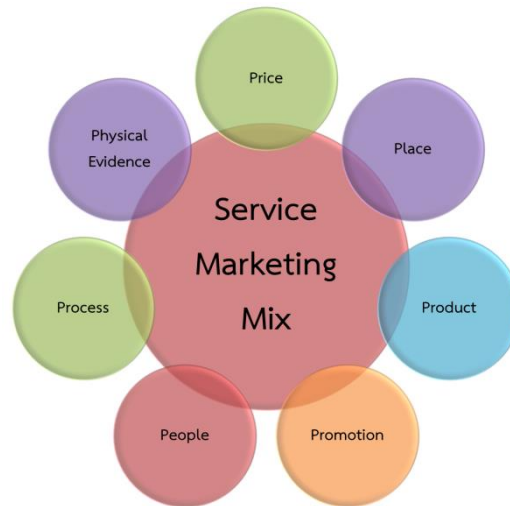 Price
Physical
Evidence
Place
Service
Marketing
Mix
Process
Product
People
Promotion